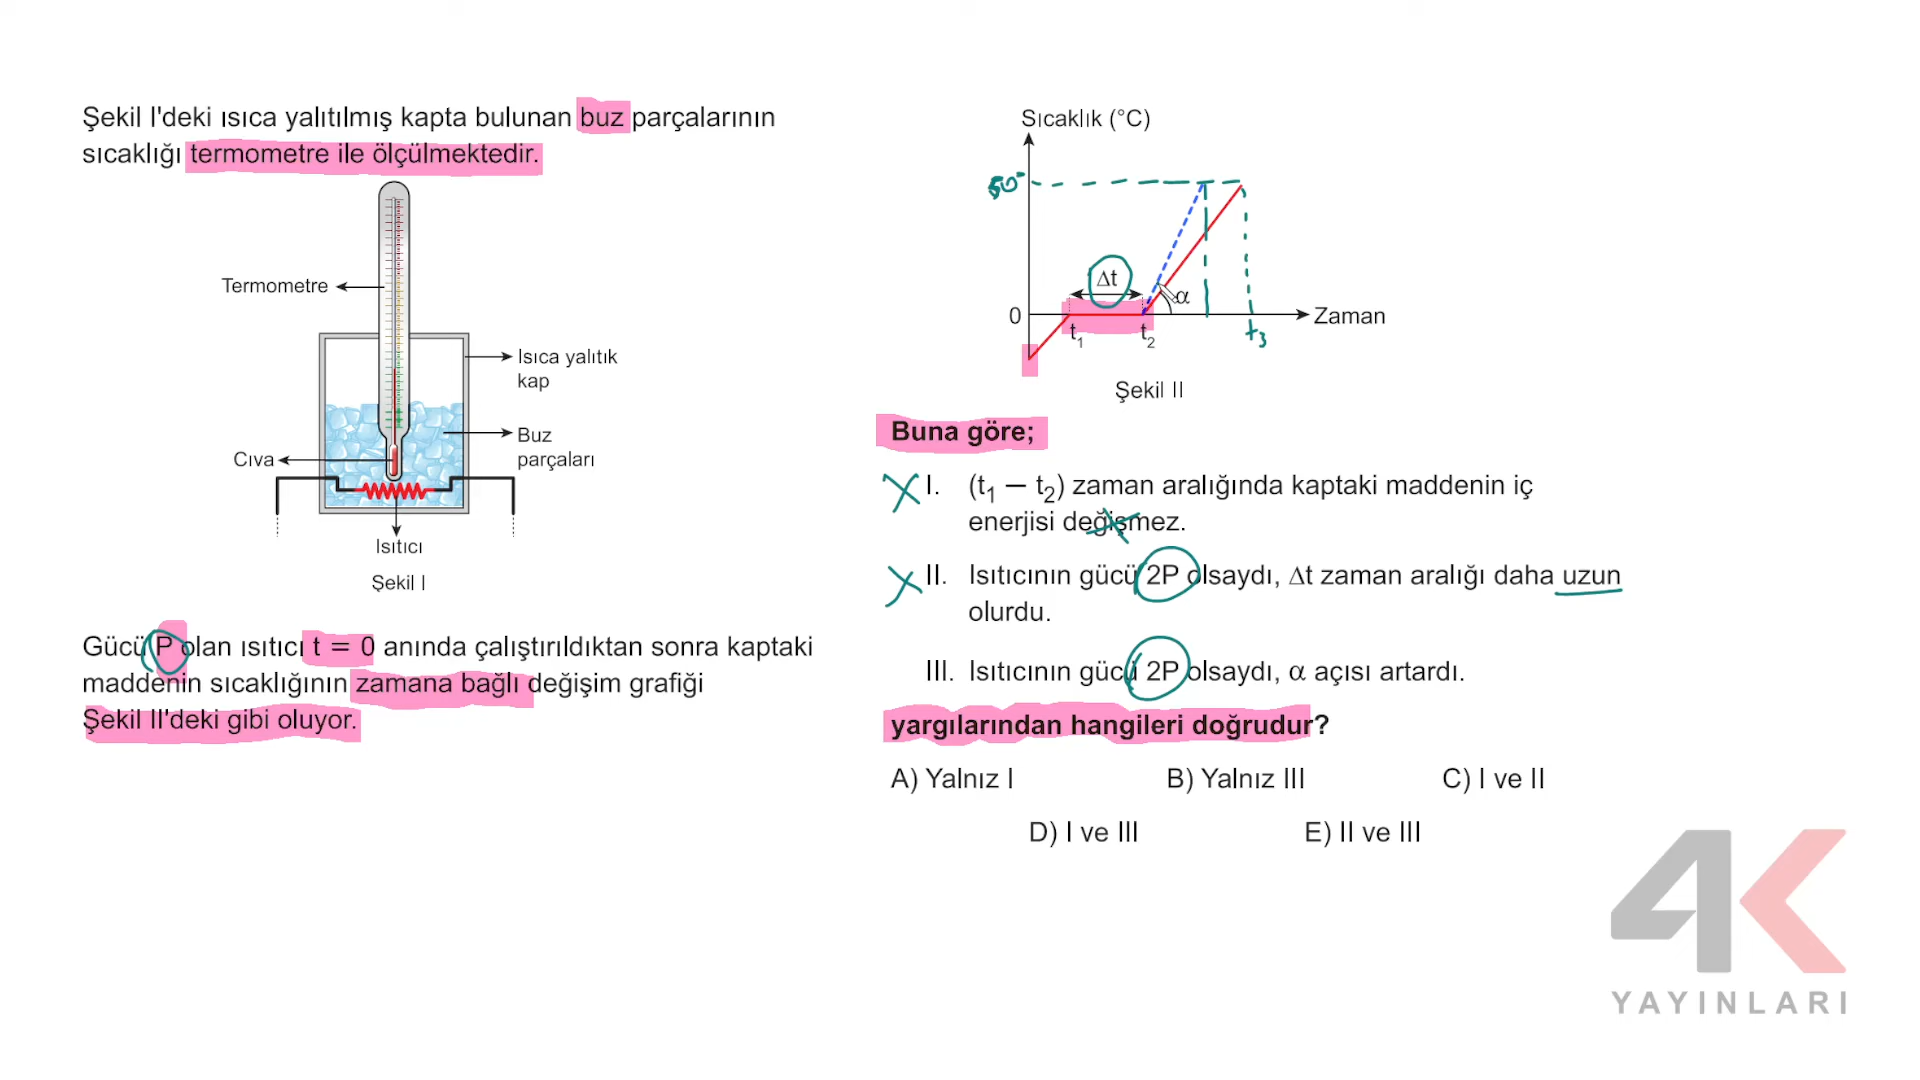 Şekil I'deki ısıca yalıtılmış kapta bulunan buz parçalarının
sıcaklığı termometre ile ölçülmektedir.
Termometre
Isıca yalıtık
kap
Buz
parçaları
Cıva
Isıtıcı
Şekil I
Gücü P olan ısıtıcı t = 0 anında çalıştırıldıktan sonra kaptaki
maddenin sıcaklığının zamana bağlı değişim grafiği
Şekil II'deki gibi oluyor.
Sıcaklık (°C)
50°
Δt
α
0
Zaman
t₁
t₂
t₃
Şekil II
Buna göre;
I. (t₁ – t₂) zaman aralığında kaptaki maddenin iç
enerjisi değişmez.
II. Isıtıcının gücü 2P olsaydı, Δt zaman aralığı daha uzun
olurdu.
III. Isıtıcının gücü 2P olsaydı, α açısı artardı.
yargılarından hangileri doğrudur?
A) Yalnız I
B) Yalnız III
C) I ve II
D) I ve III
E) II ve III
4K
YAYINLARI